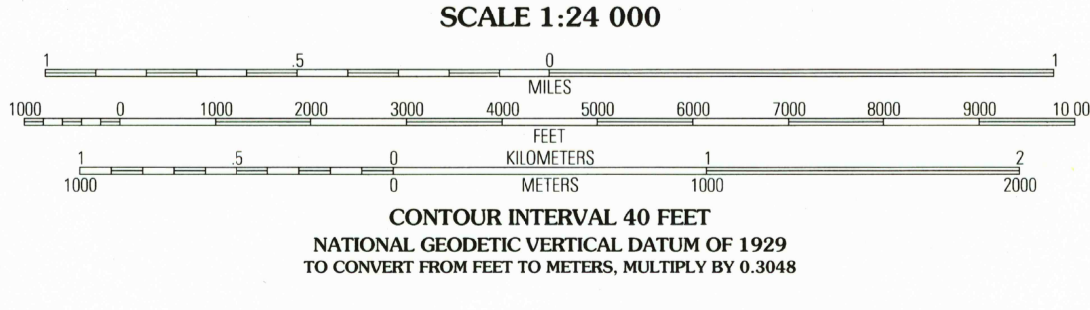 SCALE 1:24 000
1 .5 0 1
MILES
1000 0 1000 2000 3000 4000 5000 6000 7000 8000 9000 10 00
FEET
1 .5 0 KILOMETERS 1 2
1000 0 METERS 1000 2000
CONTOUR INTERVAL 40 FEET
NATIONAL GEODETIC VERTICAL DATUM OF 1929
TO CONVERT FROM FEET TO METERS, MULTIPLY BY 0.3048